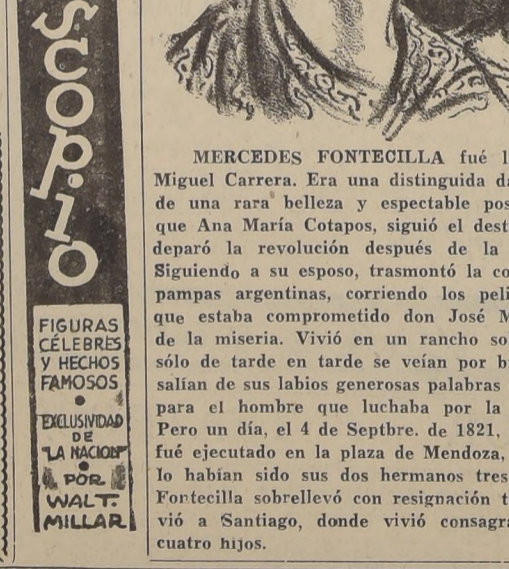 SCOPIO
FIGURAS
CÉLEBRES
Y HECHOS
FAMOSOS
EXCLUSIVIDAD
DE
"LA NACION"
POR
WALT.
MILLAR
MERCEDES FONTECILLA fué l
Miguel Carrera. Era una distinguida d
de una rara belleza y espectable pos
que Ana María Cotapos, siguió el dest
deparó la revolución después de la
Siguiendo a su esposo, trasmontó la co
pampas argentinas, corriendo los peli
que estaba comprometido don José M
de la miseria. Vivió en un rancho so
sólo de tarde en tarde se veían por b
salían de sus labios generosas palabras
para el hombre que luchaba por la
Pero un día, el 4 de Septbre. de 1821,
fué ejecutado en la plaza de Mendoza,
lo habían sido sus dos hermanos tres
Fontecilla sobrellevó con resignación t
vió a Santiago, donde vivió consagra
cuatro hijos.